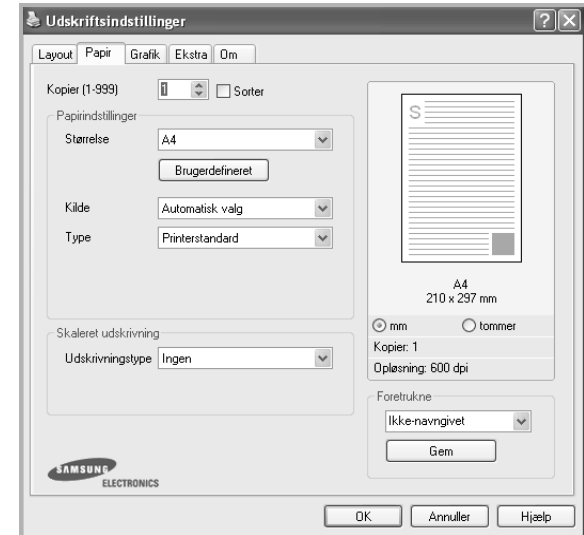 Udskriftsindstillinger
Layout Papir Grafik Ekstra Om
Kopier (1-999) 1 Sorter
Papirindstillinger
Størrelse A4
Brugerdefineret
Kilde Automatisk valg
Type Printerstandard
Skaleret udskrivning
Udskrivningstype Ingen
S
A4
210 x 297 mm
mm tommer
Kopier: 1
Opløsning: 600 dpi
Foretrukne
Ikke-navngivet
Gem
SAMSUNG
ELECTRONICS
OK Annuller Hjælp